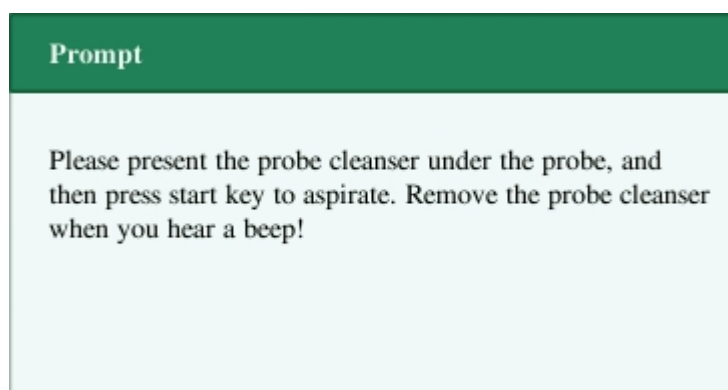 Prompt
Please present the probe cleanser under the probe, and
then press start key to aspirate. Remove the probe cleanser
when you hear a beep!